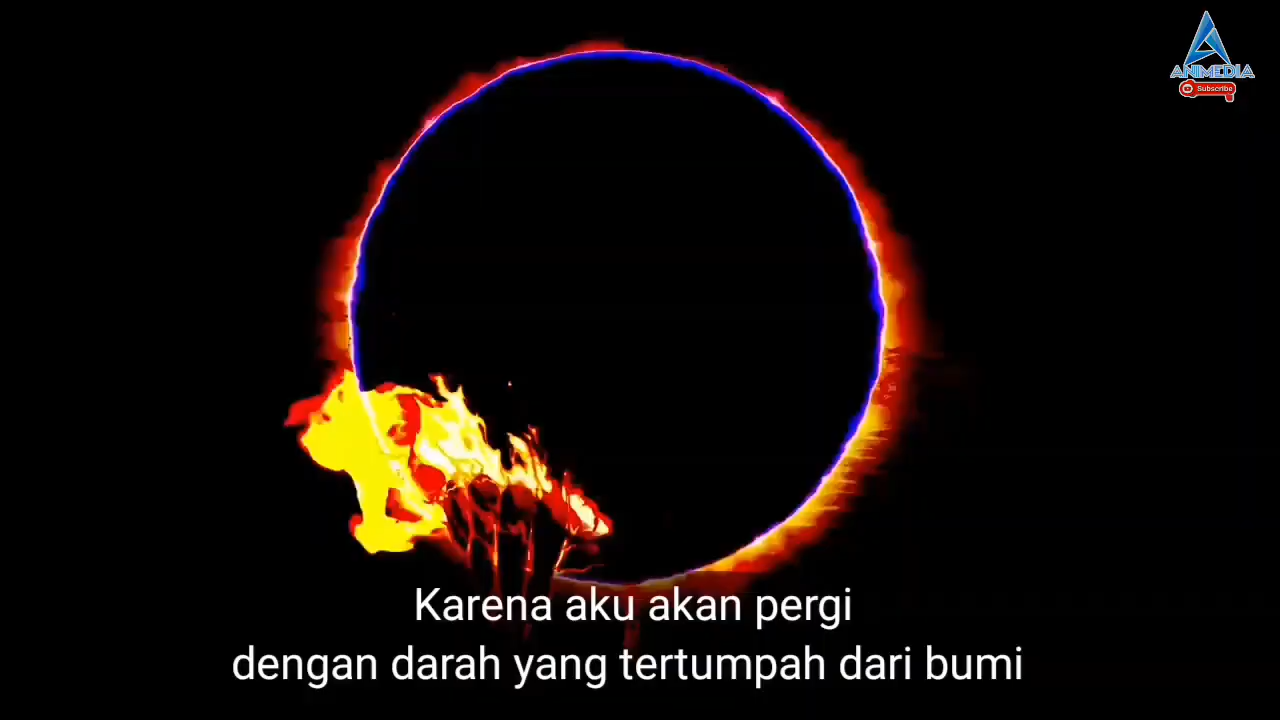 ANIMEDIA
Subscribe
Karena aku akan pergi
dengan darah yang tertumpah dari bumi